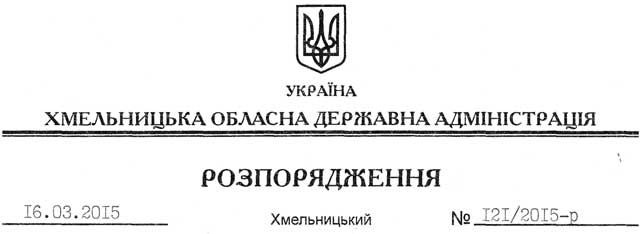 УКРАЇНА
ХМЕЛЬНИЦЬКА ОБЛАСНА ДЕРЖАВНА АДМІНІСТРАЦІЯ
РОЗПОРЯДЖЕННЯ
16.03.2015 Хмельницький № 121/2015-р